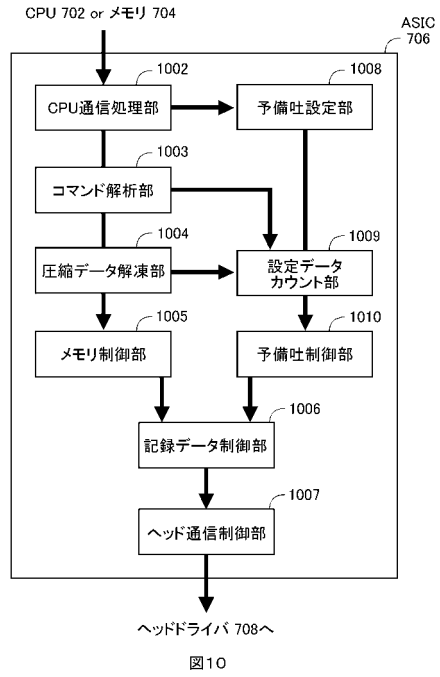 CPU 702 or メモリ 704
ASIC
706
1002
CPU通信処理部
1008
予備吐設定部
1003
コマンド解析部
1004
圧縮データ解凍部
1009
設定データ
カウント部
1005
メモリ制御部
1010
予備吐制御部
1006
記録データ制御部
1007
ヘッド通信制御部
ヘッドドライバ 708へ
図10